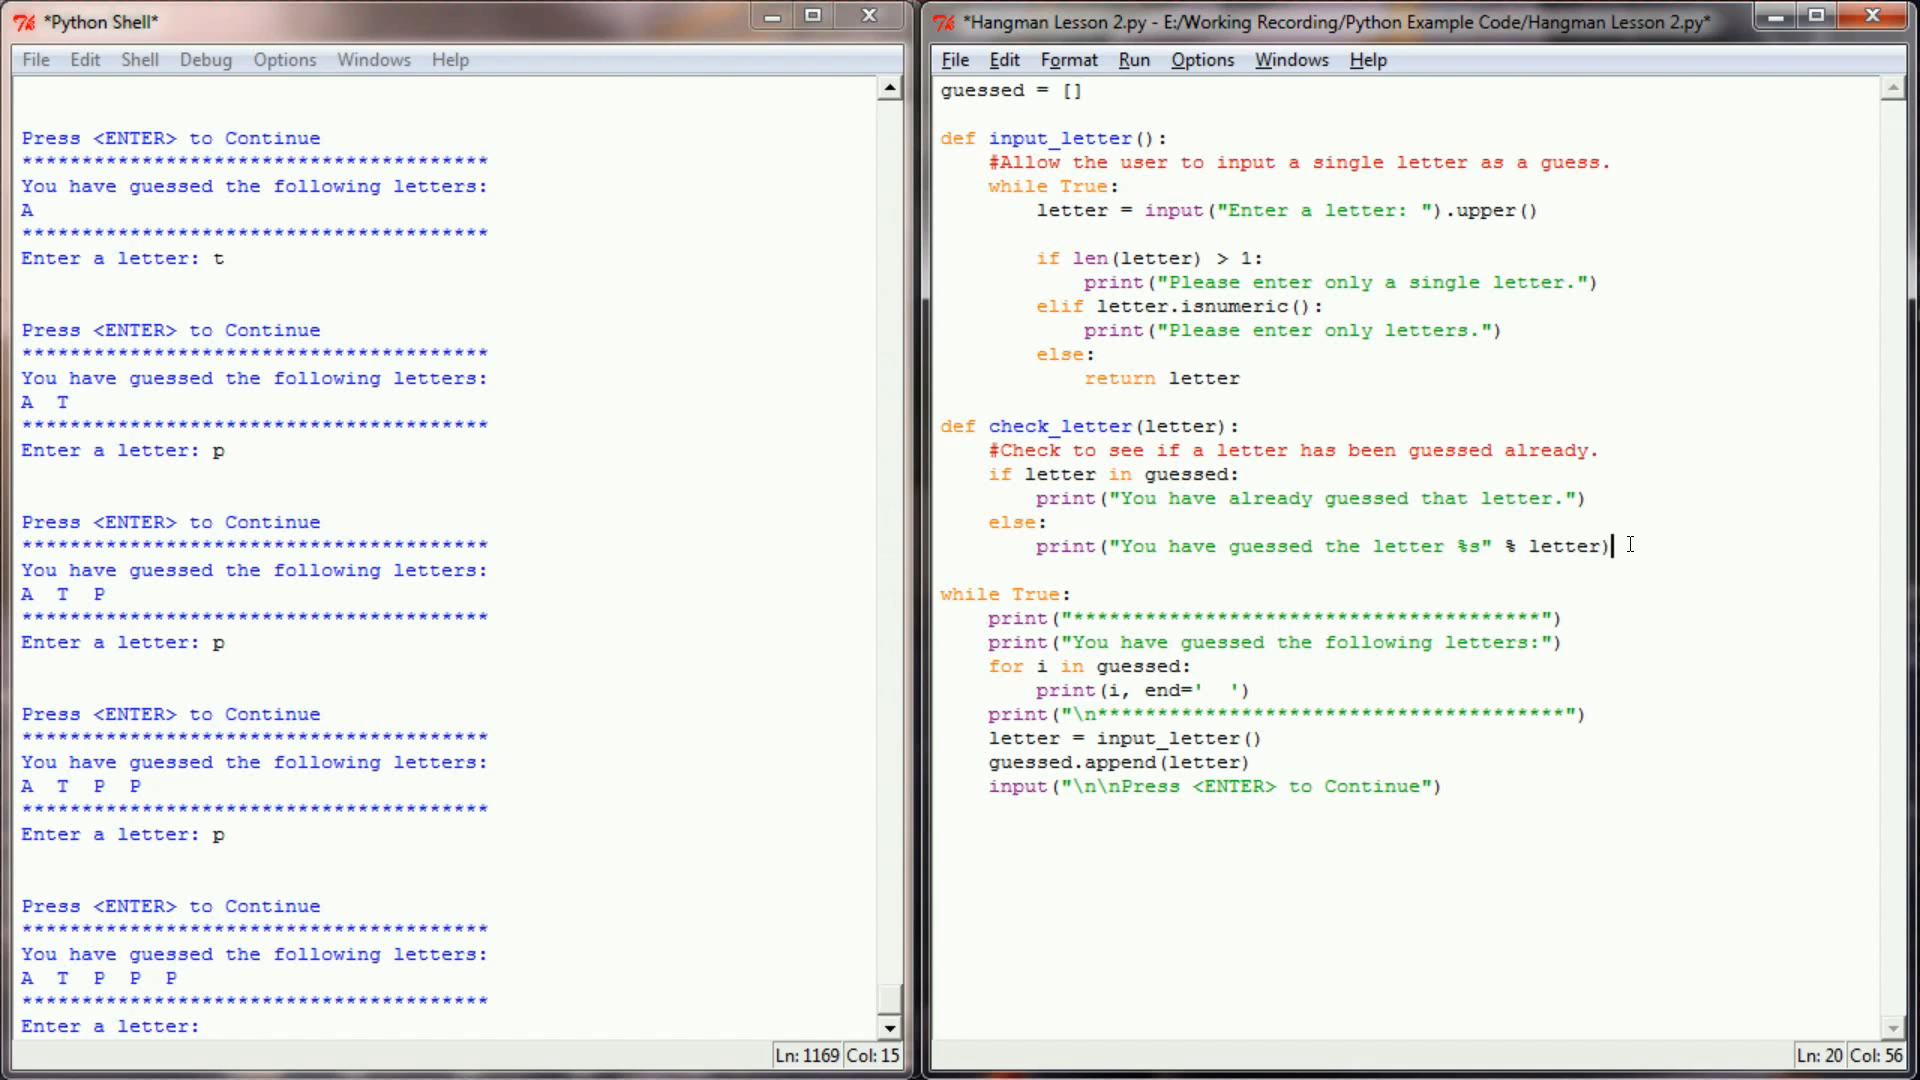 *Python Shell*
File Edit Shell Debug Options Windows Help
Press <ENTER> to Continue
****************************************
You have guessed the following letters:
A
****************************************
Enter a letter: t
Press <ENTER> to Continue
****************************************
You have guessed the following letters:
A T
****************************************
Enter a letter: p
Press <ENTER> to Continue
****************************************
You have guessed the following letters:
A T P
****************************************
Enter a letter: p
Press <ENTER> to Continue
****************************************
You have guessed the following letters:
A T P P
****************************************
Enter a letter: p
Press <ENTER> to Continue
****************************************
You have guessed the following letters:
A T P P P
****************************************
Enter a letter:
Ln: 1169 Col: 15
*Hangman Lesson 2.py - E:/Working Recording/Python Example Code/Hangman Lesson 2.py*
File Edit Format Run Options Windows Help
guessed = []
def input_letter():
    #Allow the user to input a single letter as a guess.
    while True:
        letter = input("Enter a letter: ").upper()
        if len(letter) > 1:
            print("Please enter only a single letter.")
        elif letter.isnumeric():
            print("Please enter only letters.")
        else:
            return letter
def check_letter(letter):
    #Check to see if a letter has been guessed already.
    if letter in guessed:
        print("You have already guessed that letter.")
    else:
        print("You have guessed the letter %s" % letter)
while True:
    print("***************************************")
    print("You have guessed the following letters:")
    for i in guessed:
        print(i, end='  ')
    print("\n***************************************")
    letter = input_letter()
    guessed.append(letter)
    input("\n\nPress <ENTER> to Continue")
Ln: 20 Col: 56